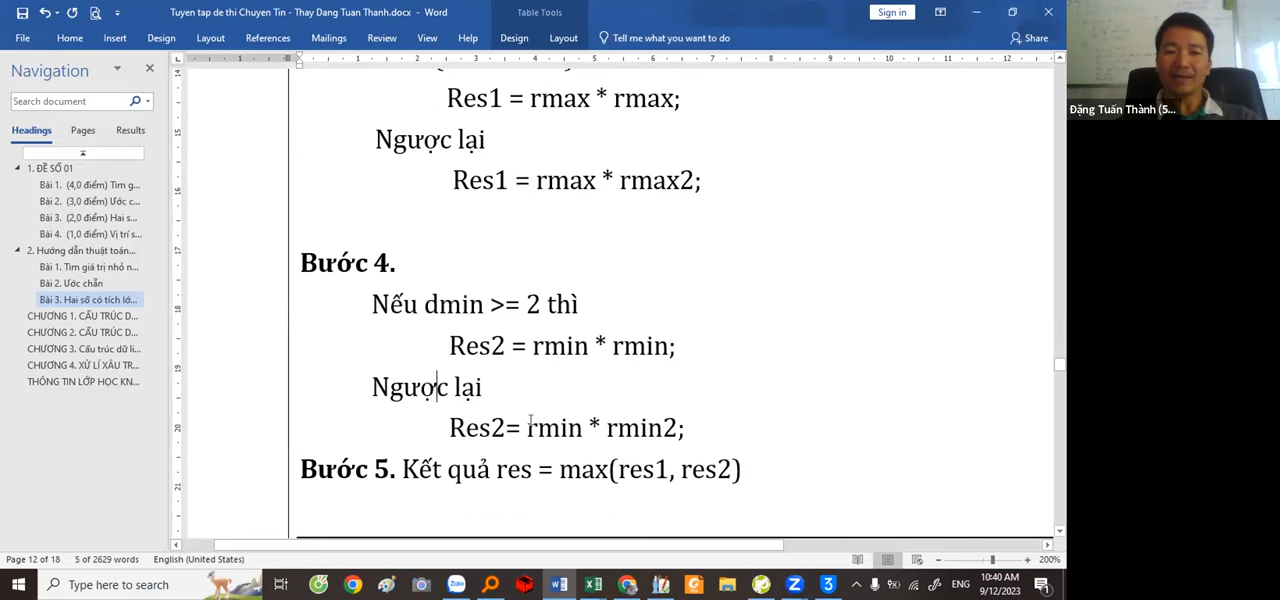 Tuyen tap de thi Chuyen Tin - Thay Dang Tuan Thanh.docx - Word
Table Tools
Sign in
File
Home
Insert
Design
Layout
References
Mailings
Review
View
Help
Design
Layout
Tell me what you want to do
Share
Navigation
Search document
Headings
Pages
Results
1. ĐỀ SỐ 01
Bài 1. (4,0 điểm) Tìm g...
Bài 2. (3,0 điểm) Ước c...
Bài 3. (2,0 điểm) Hai s...
Bài 4. (1,0 điểm) Vị trí s...
2. Hướng dẫn thuật toán...
Bài 1. Tìm giá trị nhỏ n...
Bài 2. Ước chẵn
Bài 3. Hai số có tích lớ...
CHƯƠNG 1. CẤU TRÚC D...
CHƯƠNG 2. CẤU TRÚC D...
CHƯƠNG 3. Cấu trúc dữ li...
CHƯƠNG 4. XỬ LÍ XÂU TR...
THÔNG TIN LỚP HỌC KN...
Res1 = rmax * rmax;
Ngược lại
Res1 = rmax * rmax2;
Bước 4.
Nếu dmin >= 2 thì
Res2 = rmin * rmin;
Ngược lại
Res2= rmin * rmin2;
Bước 5. Kết quả res = max(res1, res2)
Đặng Tuấn Thành (5...
Page 12 of 18
5 of 2629 words
English (United States)
200%
Type here to search
ENG
10:40 AM
9/12/2023